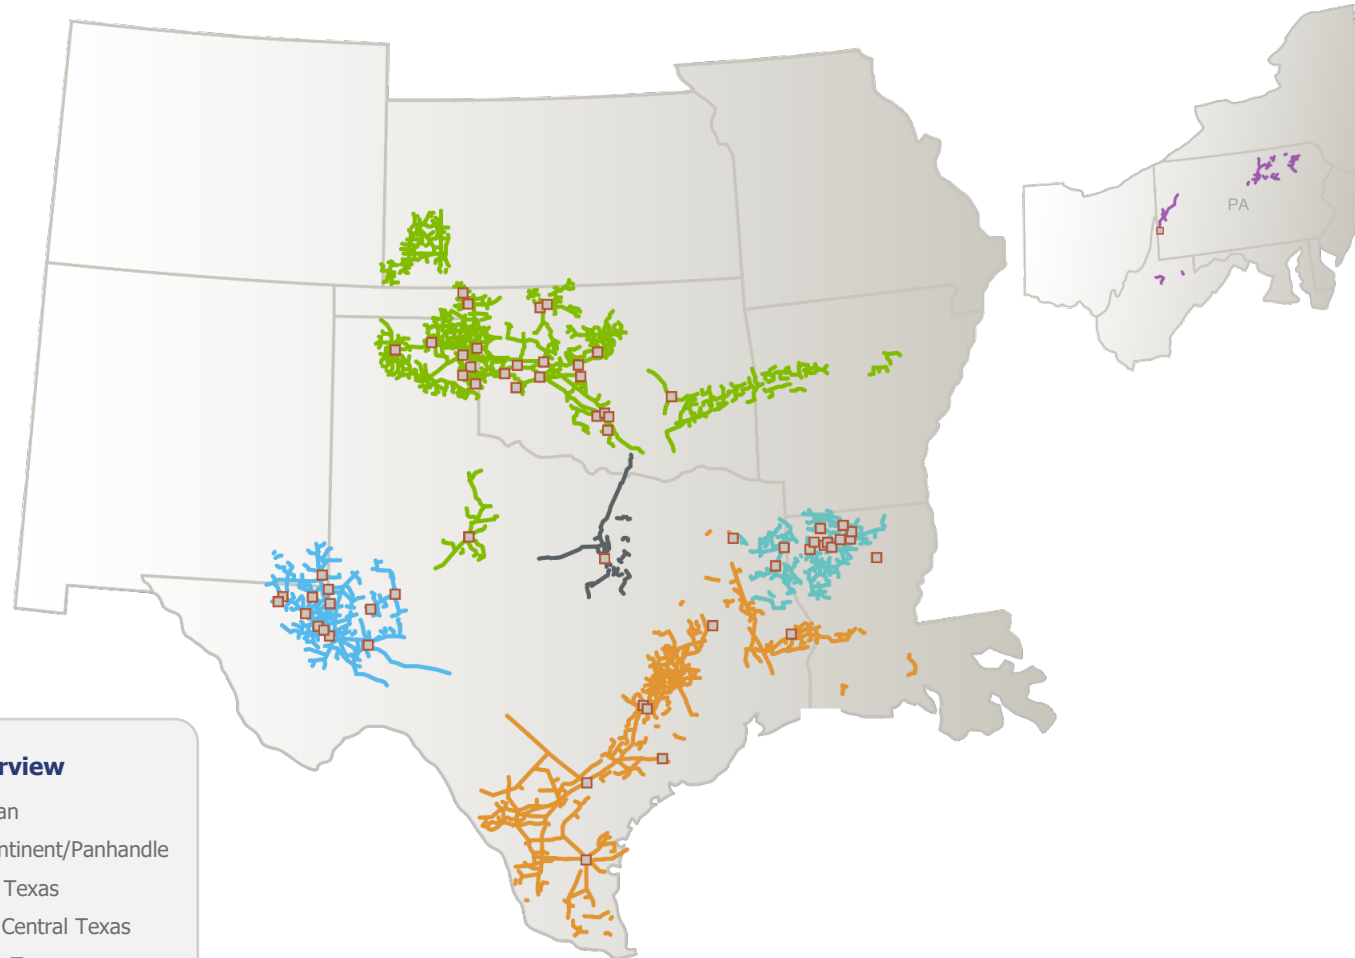 PA
rview
an
ntinent/Panhandle
Texas
Central Texas